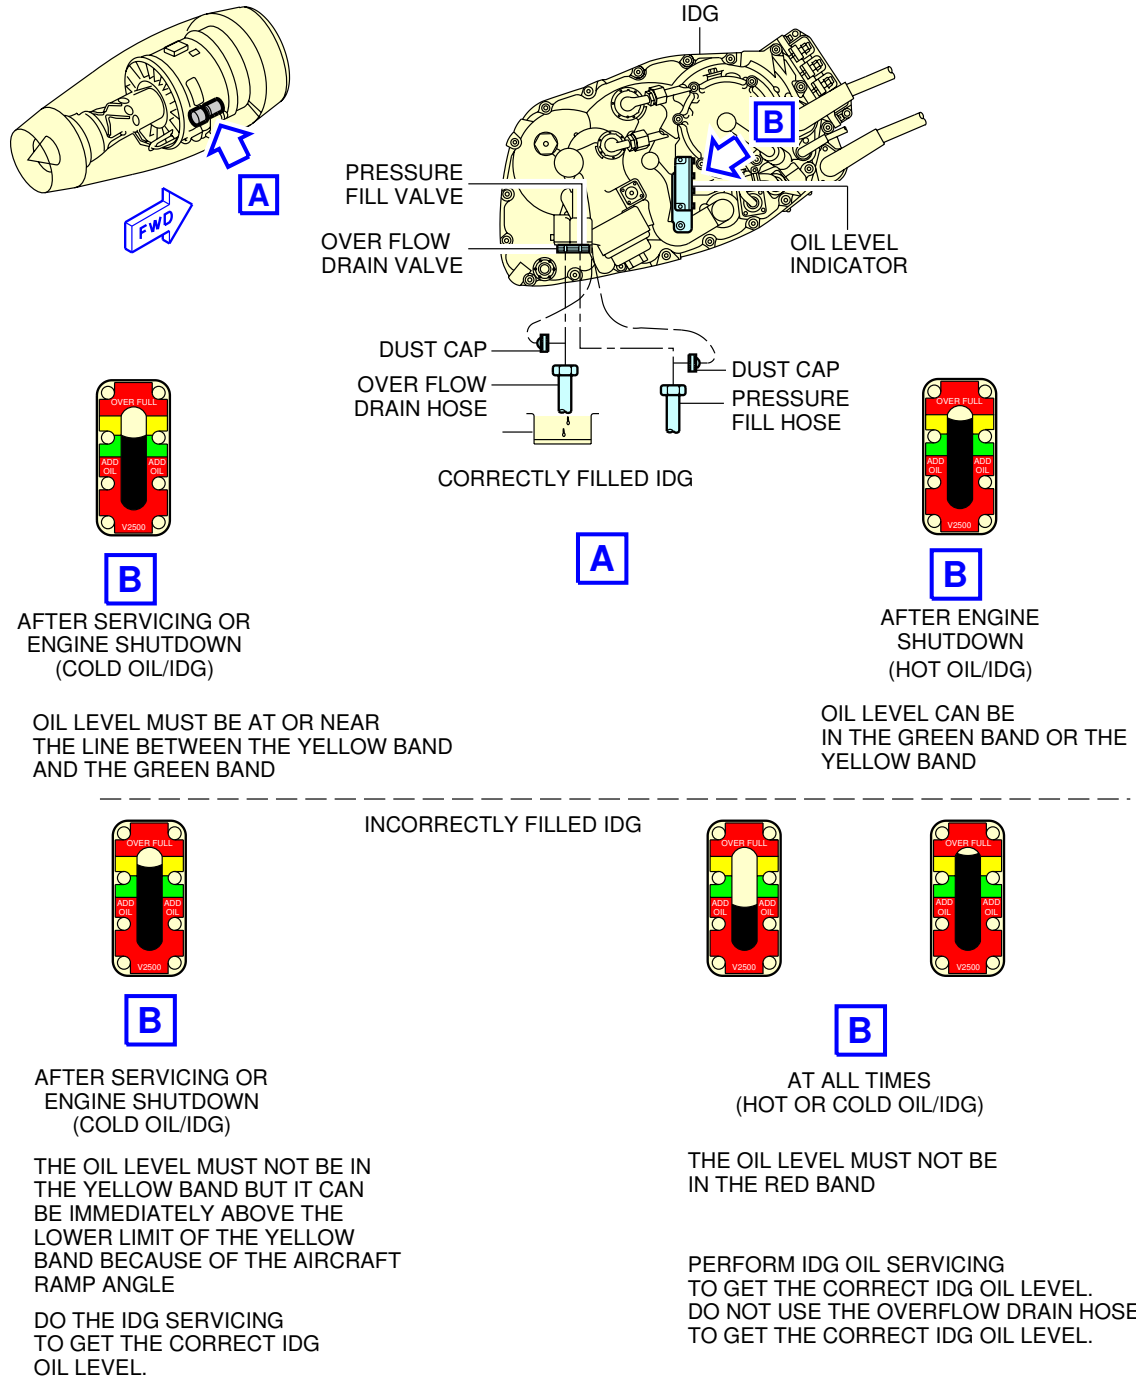 IDG
A
FWD
B
PRESSURE
FILL VALVE
OVER FLOW
DRAIN VALVE
OIL LEVEL
INDICATOR
DUST CAP
OVER FLOW
DRAIN HOSE
DUST CAP
PRESSURE
FILL HOSE
CORRECTLY FILLED IDG
A
OVER FULL
ADD OIL
ADD OIL
V2500
B
AFTER SERVICING OR
ENGINE SHUTDOWN
(COLD OIL/IDG)
OIL LEVEL MUST BE AT OR NEAR
THE LINE BETWEEN THE YELLOW BAND
AND THE GREEN BAND
OVER FULL
ADD OIL
ADD OIL
V2500
B
AFTER ENGINE
SHUTDOWN
(HOT OIL/IDG)
OIL LEVEL CAN BE
IN THE GREEN BAND OR THE
YELLOW BAND
INCORRECTLY FILLED IDG
OVER FULL
ADD OIL
ADD OIL
V2500
B
AFTER SERVICING OR
ENGINE SHUTDOWN
(COLD OIL/IDG)
THE OIL LEVEL MUST NOT BE IN
THE YELLOW BAND BUT IT CAN
BE IMMEDIATELY ABOVE THE
LOWER LIMIT OF THE YELLOW
BAND BECAUSE OF THE AIRCRAFT
RAMP ANGLE
DO THE IDG SERVICING
TO GET THE CORRECT IDG
OIL LEVEL.
OVER FULL
ADD OIL
ADD OIL
V2500
OVER FULL
ADD OIL
ADD OIL
V2500
B
AT ALL TIMES
(HOT OR COLD OIL/IDG)
THE OIL LEVEL MUST NOT BE
IN THE RED BAND
PERFORM IDG OIL SERVICING
TO GET THE CORRECT IDG OIL LEVEL.
DO NOT USE THE OVERFLOW DRAIN HOSE
TO GET THE CORRECT IDG OIL LEVEL.